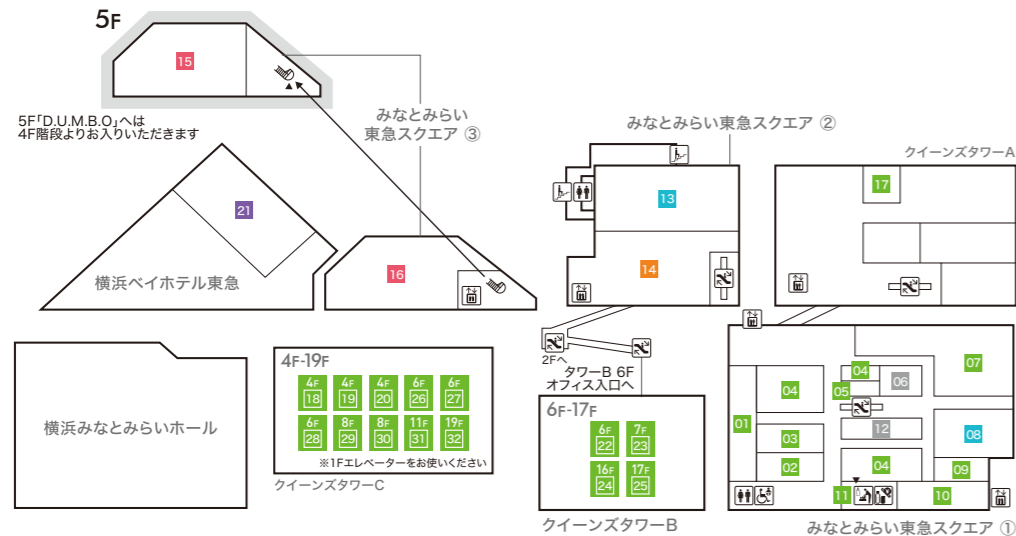 5F
15
5F「D.U.M.B.O」へは
4F階段よりお入りいただきます
みなとみらい
東急スクエア ③
みなとみらい東急スクエア ②
クイーンズタワーA
21
横浜ベイホテル東急
16
13
14
17
2Fへ
タワーB 6F
オフィス入口へ
横浜みなとみらいホール
4F-19F
4F 4F 4F 6F 6F
18 19 20 26 27
6F 8F 8F 11F 19F
28 29 30 31 32
※1Fエレベーターをお使いください
クイーンズタワーC
6F-17F
6F 7F
22 23
16F 17F
24 25
クイーンズタワーB
07
04
06
04
05
01
12
08
03
02
04
09
11
10
みなとみらい東急スクエア ①